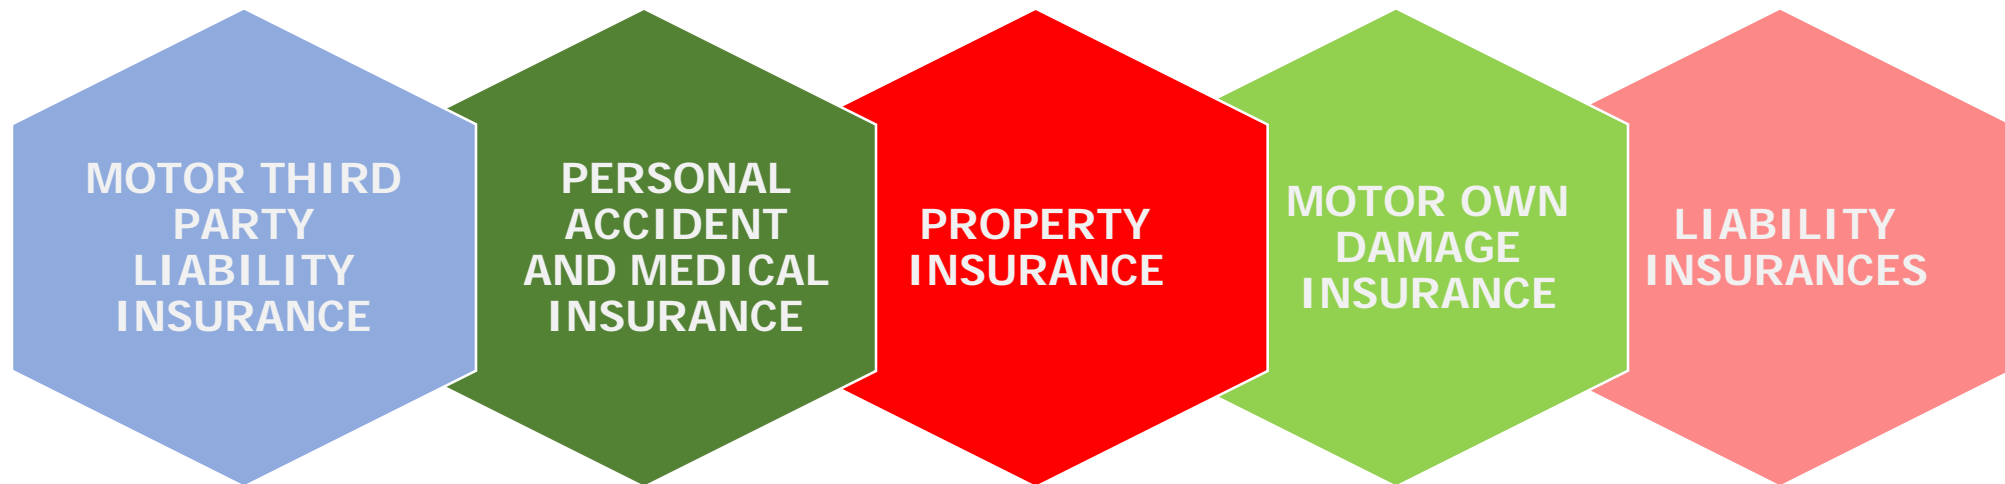 MOTOR THIRD
PARTY
LIABILITY
INSURANCE
PERSONAL
ACCIDENT
AND MEDICAL
INSURANCE
PROPERTY
INSURANCE
MOTOR OWN
DAMAGE
INSURANCE
LIABILITY
INSURANCES